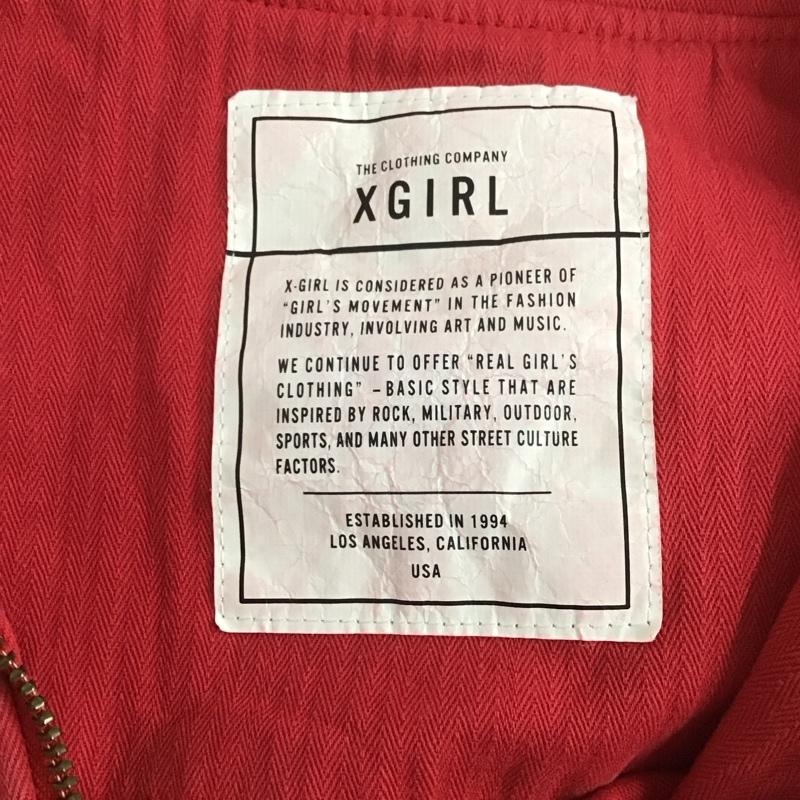 THE CLOTHING COMPANY
XGIRL
X-GIRL IS CONSIDERED AS A PIONEER OF
"GIRL'S MOVEMENT" IN THE FASHION
INDUSTRY, INVOLVING ART AND MUSIC.
WE CONTINUE TO OFFER "REAL GIRL'S
CLOTHING" –BASIC STYLE THAT ARE
INSPIRED BY ROCK, MILITARY, OUTDOOR,
SPORTS, AND MANY OTHER STREET CULTURE
FACTORS.
ESTABLISHED IN 1994
LOS ANGELES, CALIFORNIA
USA